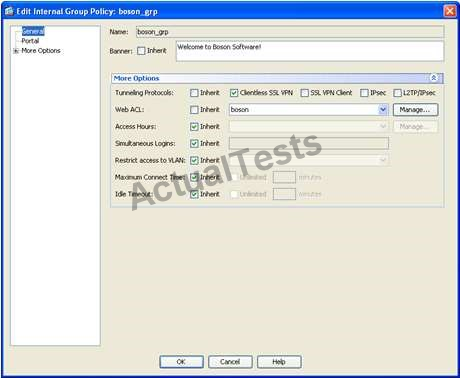 Edit Internal Group Policy: boson_grp
General
Portal
More Options
Name: boson_grp
Banner: Inherit Welcome to Boson Software!
More Options
Tunneling Protocols: Inherit Clientless SSL VPN SSL VPN Client IPsec L2TP/IPsec
Web ACL: Inherit boson Manage...
Access Hours: Inherit Manage...
Simultaneous Logins: Inherit
Restrict access to VLAN: Inherit
Maximum Connect Time: Inherit Unlimited minutes
Idle Timeout: Inherit Unlimited minutes
ActualTests
OK Cancel Help